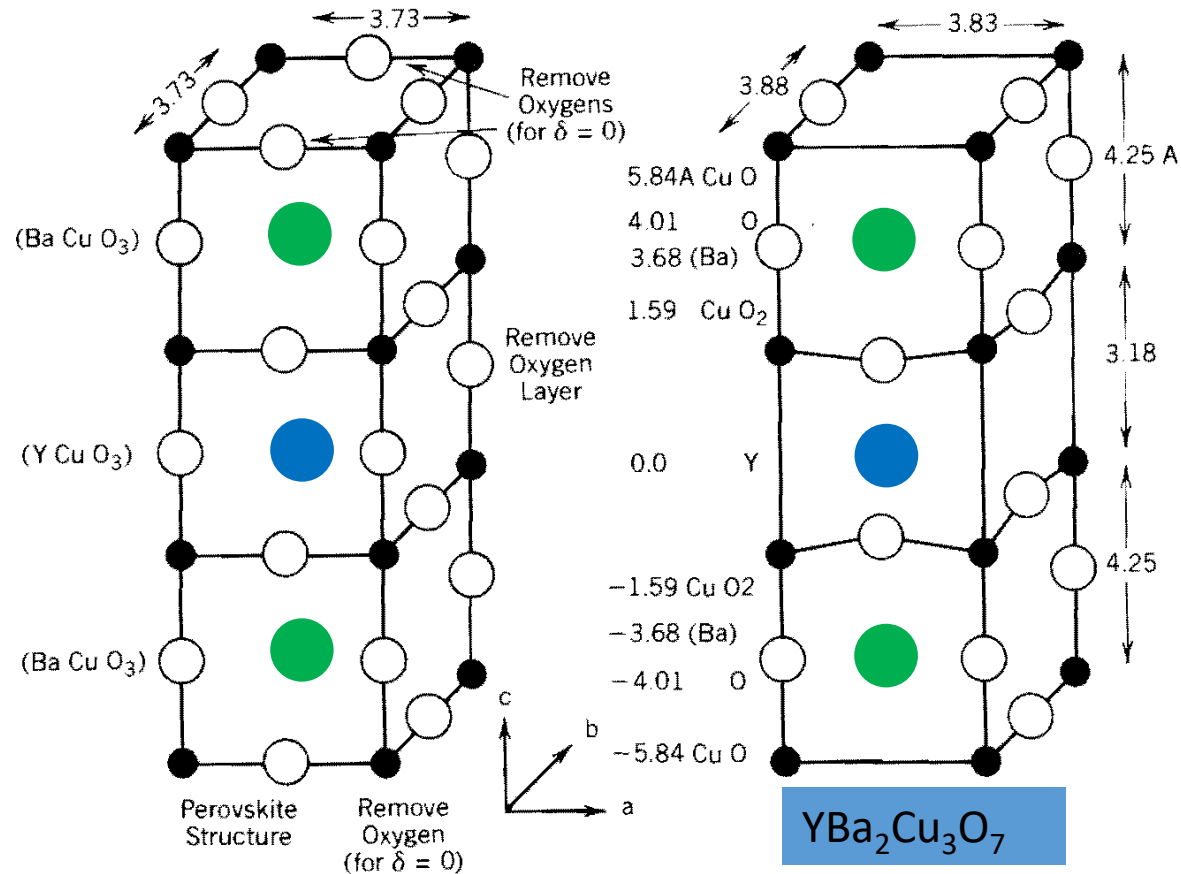 3.73
3.73
Remove
Oxygens
(for δ = 0)
(Ba Cu O₃)
Remove
Oxygen
Layer
(Y Cu O₃)
(Ba Cu O₃)
Perovskite
Structure
Remove
Oxygen
(for δ = 0)
c
b
a
3.83
3.88
4.25 A
5.84A Cu O
4.01 O
3.68 (Ba)
1.59 Cu O₂
3.18
0.0 Y
4.25
−1.59 Cu O2
−3.68 (Ba)
−4.01 O
−5.84 Cu O
YBa₂Cu₃O₇